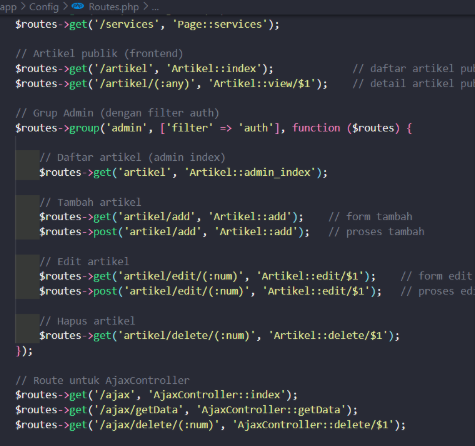 app > Config > Routes.php > ...
$routes->get('/services', 'Page::services');
// Artikel publik (frontend)
$routes->get('/artikel', 'Artikel::index'); // daftar artikel pu
$routes->get('/artikel/(:any)', 'Artikel::view/$1'); // detail artikel pu
// Grup Admin (dengan filter auth)
$routes->group('admin', ['filter' => 'auth'], function ($routes) {
// Daftar artikel (admin index)
$routes->get('artikel', 'Artikel::admin_index');
// Tambah artikel
$routes->get('artikel/add', 'Artikel::add'); // form tambah
$routes->post('artikel/add', 'Artikel::add'); // proses tambah
// Edit artikel
$routes->get('artikel/edit/(:num)', 'Artikel::edit/$1'); // form edit
$routes->post('artikel/edit/(:num)', 'Artikel::edit/$1'); // proses ed
// Hapus artikel
$routes->get('artikel/delete/(:num)', 'Artikel::delete/$1');
});
// Route untuk AjaxController
$routes->get('/ajax', 'AjaxController::index');
$routes->get('/ajax/getData', 'AjaxController::getData');
$routes->get('/ajax/delete/(:num)', 'AjaxController::delete/$1');